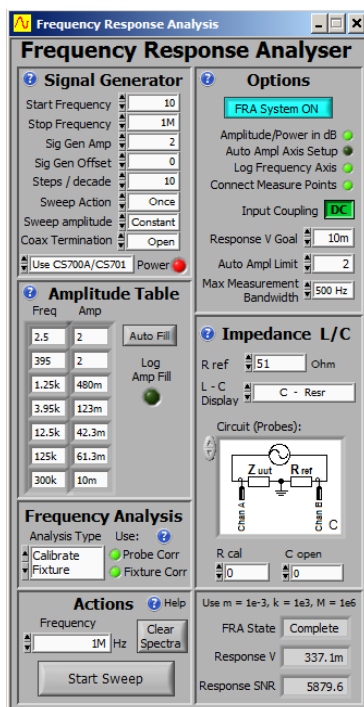 Frequency Response Analysis
Frequency Response Analyser
Signal Generator
Start Frequency 10
Stop Frequency 1M
Sig Gen Amp 2
Sig Gen Offset 0
Steps / decade 10
Sweep Action Once
Sweep amplitude Constant
Coax Termination Open
Use CS700A/CS701 Power
Options
FRA System ON
Amplitude/Power in dB
Auto Ampl Axis Setup
Log Frequency Axis
Connect Measure Points
Input Coupling DC
Response V Goal 10m
Auto Ampl Limit 2
Max Measurement
Bandwidth 500 Hz
Amplitude Table
Freq Amp
2.5 2 Auto Fill
395 2 Log
1.25k 480m Amp Fill
3.95k 123m
12.5k 42.3m
125k 61.3m
300k 10m
Impedance L/C
R ref 51 Ohm
L - C
Display C - Resr
Circuit (Probes):
Z uut R ref
Chan A Chan B
C
R cal C open
0 0
Frequency Analysis
Analysis Type Use:
Calibrate
Fixture
Probe Corr
Fixture Corr
Actions Help
Frequency
1M Hz
Clear
Spectra
Start Sweep
Use m = 1e-3, k = 1e3, M = 1e6
FRA State Complete
Response V 337.1m
Response SNR 5879.6